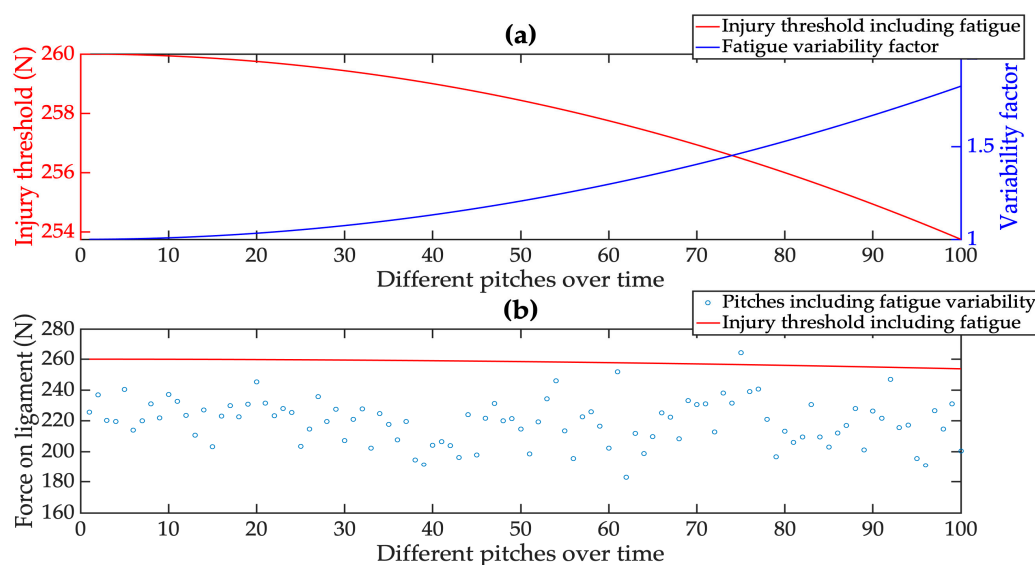 (a)
Injury threshold including fatigue
Fatigue variability factor
Injury threshold (N)
260
258
256
254
Variability factor
1.5
1
0 10 20 30 40 50 60 70 80 90 100
Different pitches over time
(b)
Pitches including fatigue variability
Injury threshold including fatigue
Force on ligament (N)
280
260
240
220
200
180
160
0 10 20 30 40 50 60 70 80 90 100
Different pitches over time